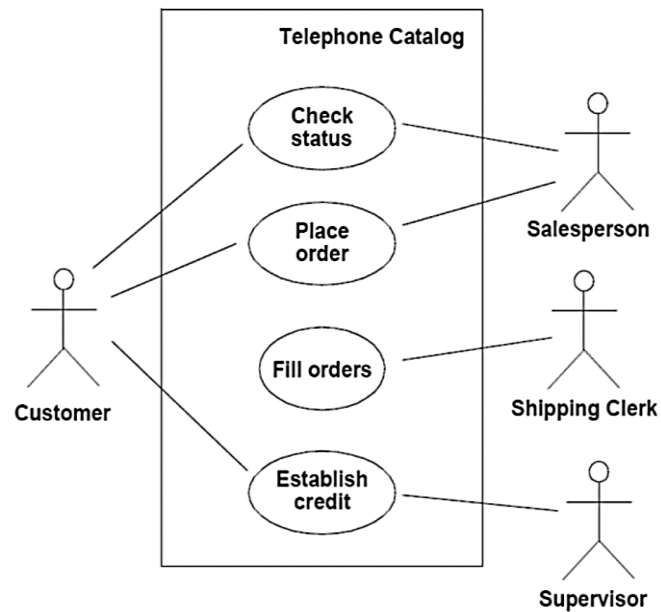 Telephone Catalog
Check
status
Place
order
Salesperson
Fill orders
Customer
Shipping Clerk
Establish
credit
Supervisor